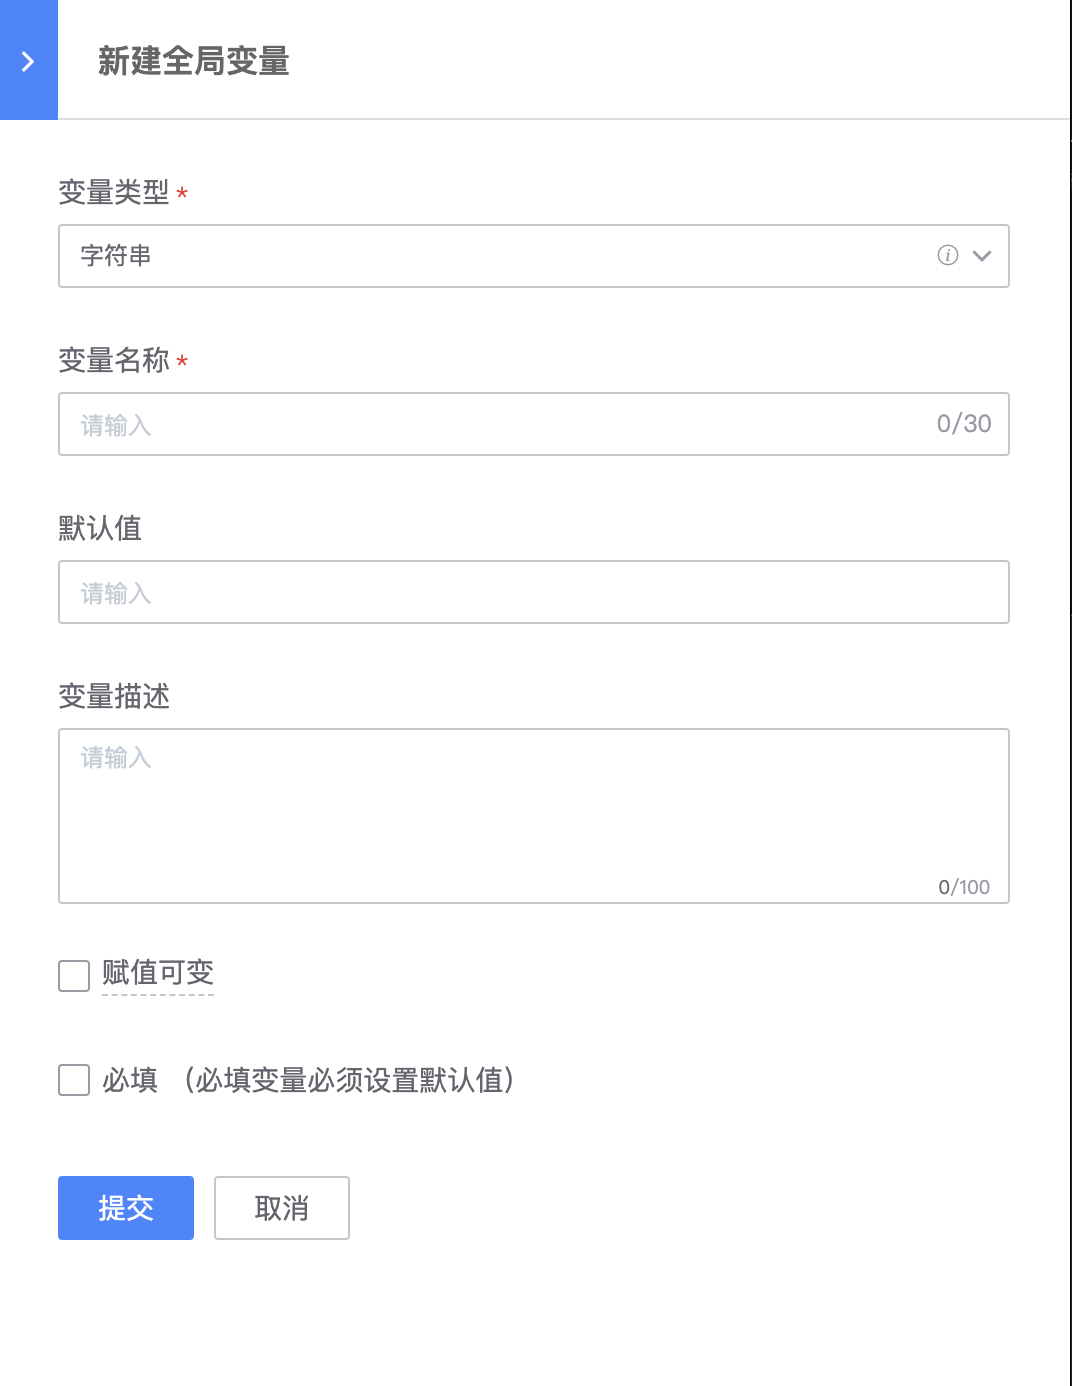 新建全局变量
变量类型 *
字符串
变量名称 *
请输入 0/30
默认值
请输入
变量描述
请输入
0/100
赋值可变
必填 （必填变量必须设置默认值）
提交 取消